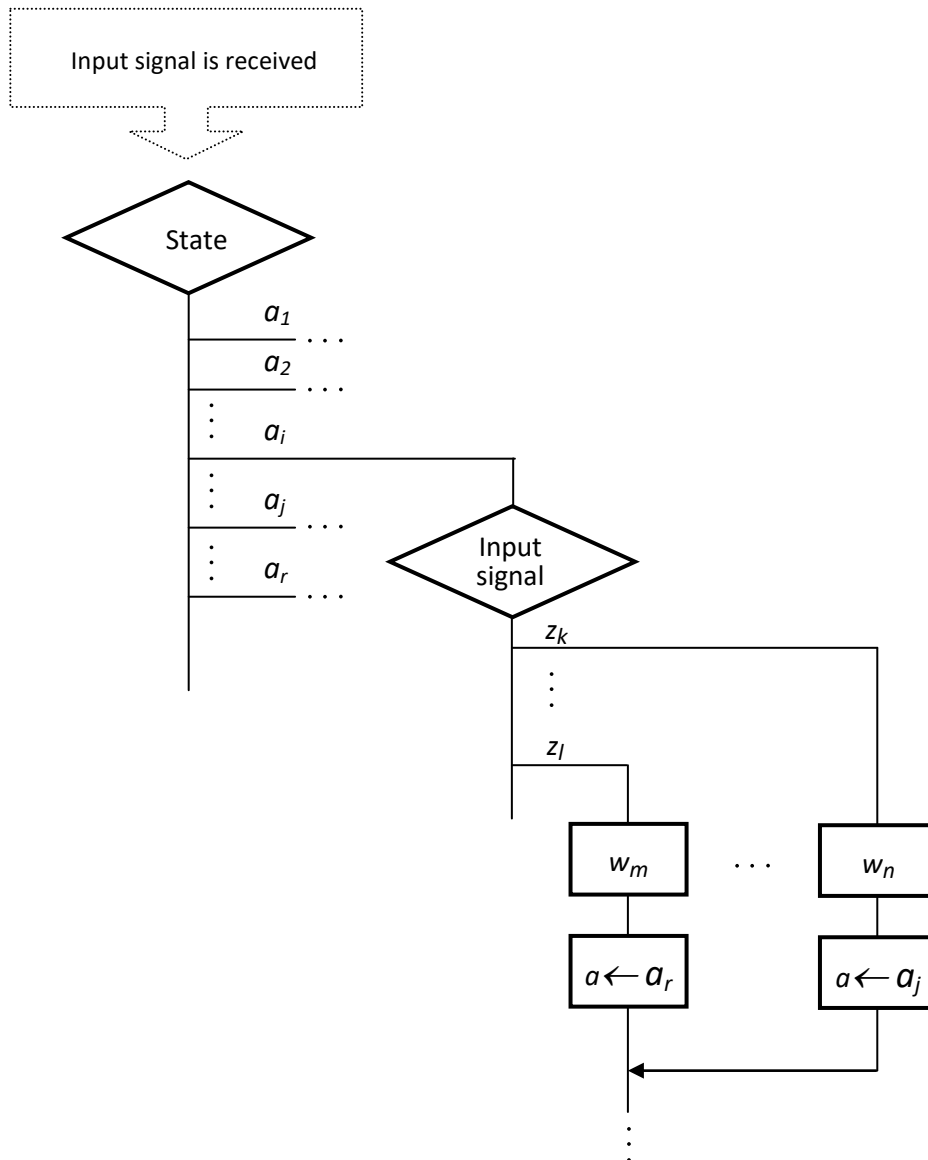 Input signal is received
State
a₁
. . .
a₂
. . .
aᵢ
aⱼ
. . .
aᵣ
. . .
Input
signal
zₖ
zₗ
wₘ
. . .
wₙ
a ← aᵣ
a ← aⱼ